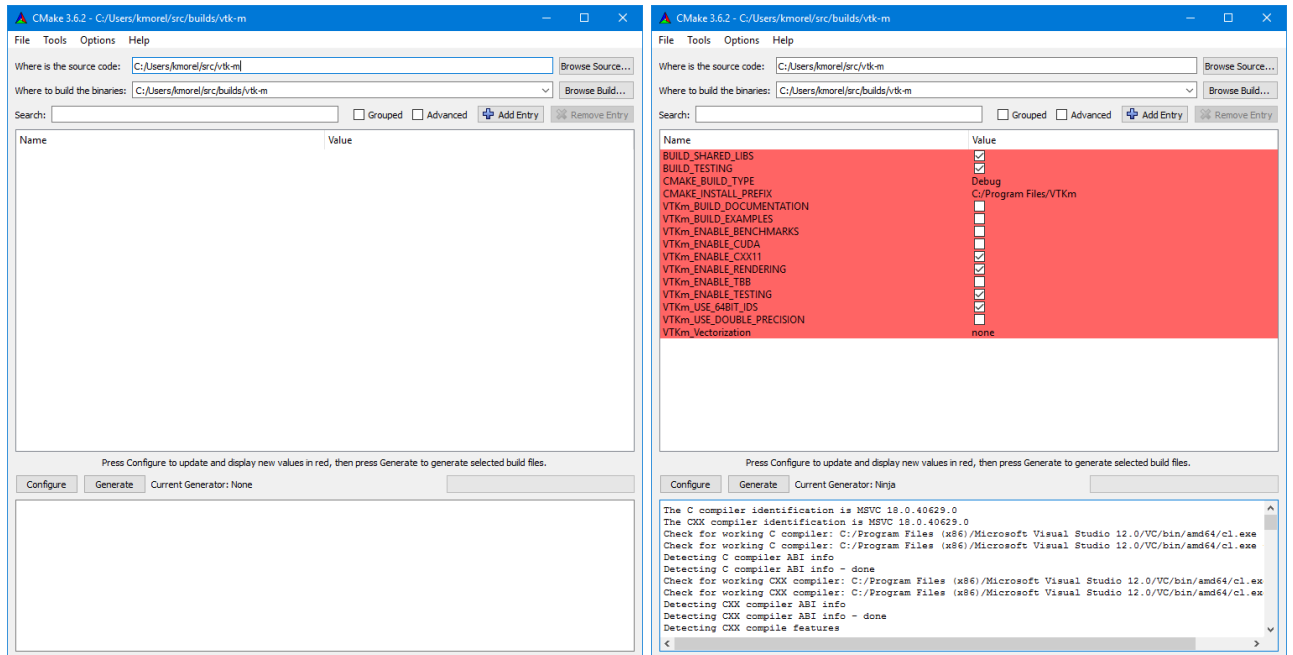 CMake 3.6.2 - C:/Users/kmorel/src/builds/vtk-m
File Tools Options Help
Where is the source code: C:/Users/kmorel/src/vtk-m Browse Source...
Where to build the binaries: C:/Users/kmorel/src/builds/vtk-m Browse Build...
Search: Grouped Advanced Add Entry Remove Entry
Name Value
Press Configure to update and display new values in red, then press Generate to generate selected build files.
Configure Generate Current Generator: None
CMake 3.6.2 - C:/Users/kmorel/src/builds/vtk-m
File Tools Options Help
Where is the source code: C:/Users/kmorel/src/vtk-m Browse Source...
Where to build the binaries: C:/Users/kmorel/src/builds/vtk-m Browse Build...
Search: Grouped Advanced Add Entry Remove Entry
Name Value
BUILD_SHARED_LIBS
BUILD_TESTING
CMAKE_BUILD_TYPE Debug
CMAKE_INSTALL_PREFIX C:/Program Files/VTKm
VTKm_BUILD_DOCUMENTATION
VTKm_BUILD_EXAMPLES
VTKm_ENABLE_BENCHMARKS
VTKm_ENABLE_CUDA
VTKm_ENABLE_CXX11
VTKm_ENABLE_RENDERING
VTKm_ENABLE_TBB
VTKm_ENABLE_TESTING
VTKm_USE_64BIT_IDS
VTKm_USE_DOUBLE_PRECISION
VTKm_Vectorization none
Press Configure to update and display new values in red, then press Generate to generate selected build files.
Configure Generate Current Generator: Ninja
The C compiler identification is MSVC 18.0.40629.0
The CXX compiler identification is MSVC 18.0.40629.0
Check for working C compiler: C:/Program Files (x86)/Microsoft Visual Studio 12.0/VC/bin/amd64/cl.exe
Check for working C compiler: C:/Program Files (x86)/Microsoft Visual Studio 12.0/VC/bin/amd64/cl.exe
Detecting C compiler ABI info
Detecting C compiler ABI info - done
Check for working CXX compiler: C:/Program Files (x86)/Microsoft Visual Studio 12.0/VC/bin/amd64/cl.ex
Check for working CXX compiler: C:/Program Files (x86)/Microsoft Visual Studio 12.0/VC/bin/amd64/cl.ex
Detecting CXX compiler ABI info
Detecting CXX compiler ABI info - done
Detecting CXX compile features